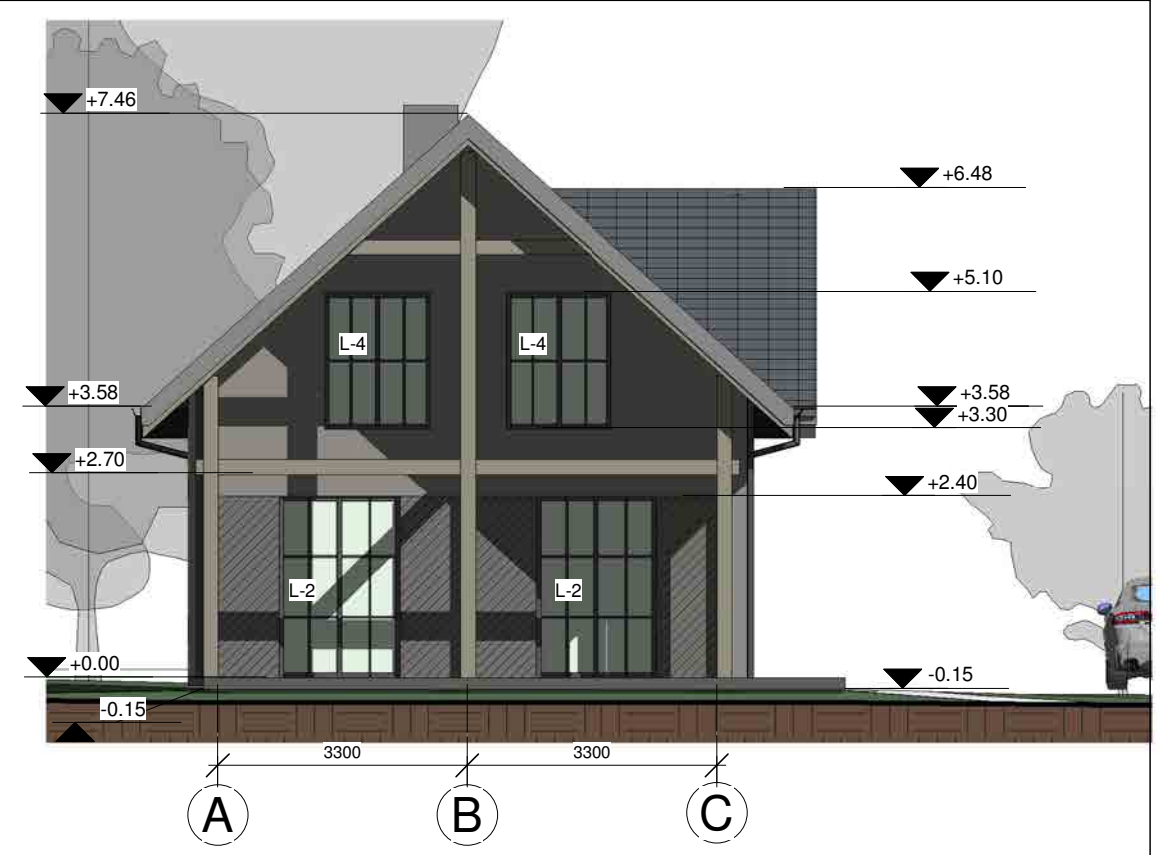 +7.46
+6.48
+5.10
L-4
L-4
+3.58
+3.58
+3.30
+2.70
+2.40
L-2
L-2
+0.00
-0.15
-0.15
3300
3300
A
B
C